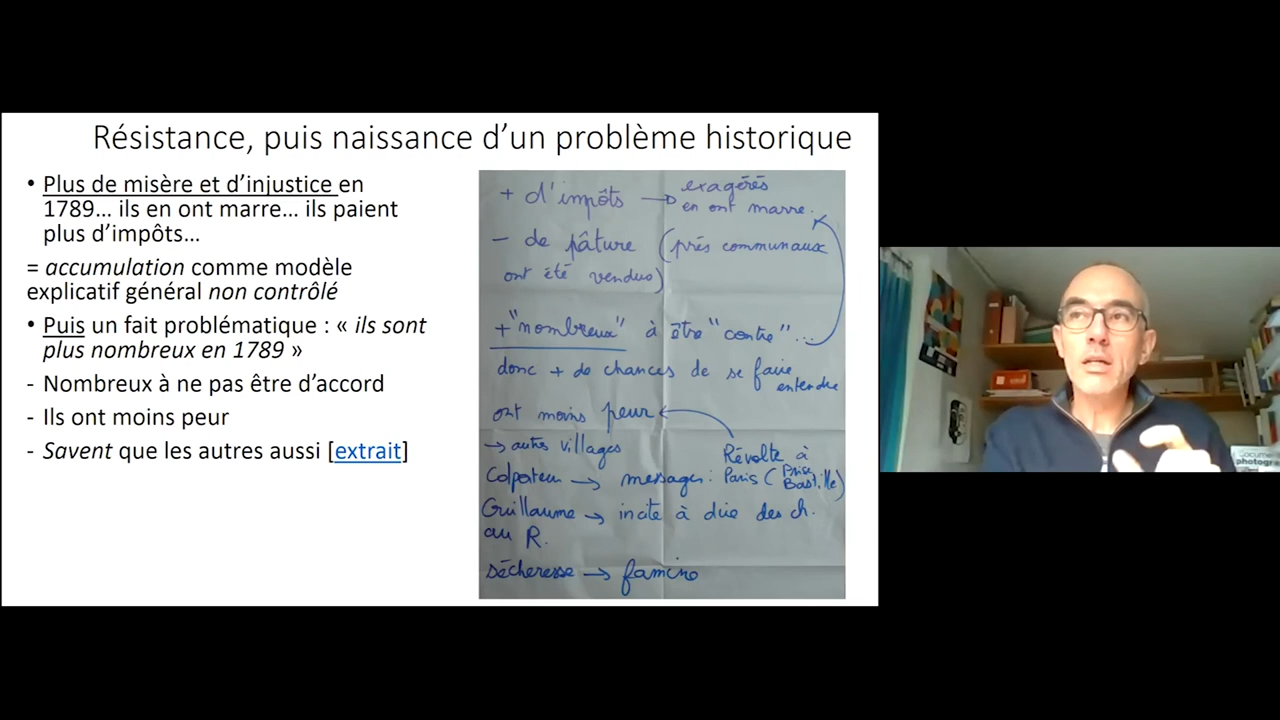 Résistance, puis naissance d’un problème historique
• Plus de misère et d’injustice en
1789... ils en ont marre... ils paient
plus d’impôts...
= accumulation comme modèle
explicatif général non contrôlé
• Puis un fait problématique : « ils sont
plus nombreux en 1789 »
- Nombreux à ne pas être d’accord
- Ils ont moins peur
- Savent que les autres aussi [extrait]
+ d'impôts → exagérés
en ont marre.
- de pâture (près communaux
ont été vendus)
+ "nombreux" à être "contre"...
donc + de chances de se faire
entendre
ont moins peur
→ autres villages
Révolte à
Colporteur → messages : Paris (Prise
Bastille)
Guillaume → incite à dire des ch.
au R.
sécheresse → famine
photogra